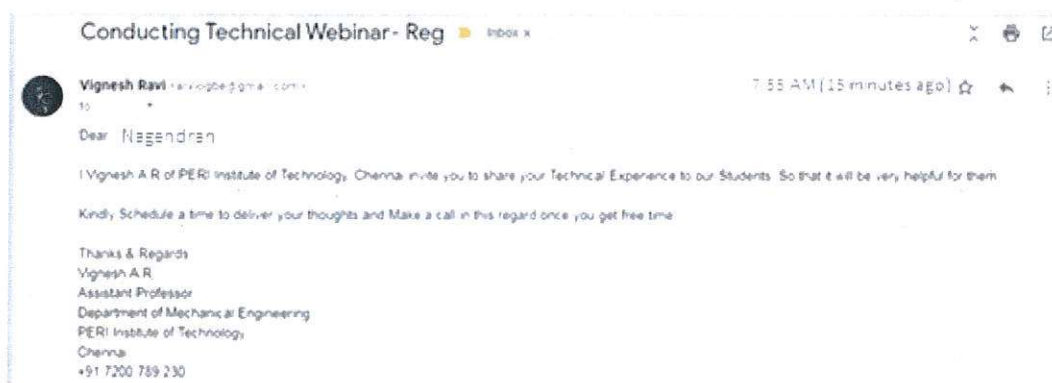 Conducting Technical Webinar- Reg Inbox x
Vignesh Ravi
7:55 AM (15 minutes ago)
to
Dear Nagendran
I Vignesh A R of PERI Institute of Technology, Chennai invite you to share your Technical Experience to our Students. So that it will be very helpful for them
Kindly Schedule a time to deliver your thoughts and Make a call in this regard once you get free time
Thanks & Regards
Vignesh A R
Assistant Professor
Department of Mechanical Engineering
PERI Institute of Technology,
Chennai
+91 7200 789 230